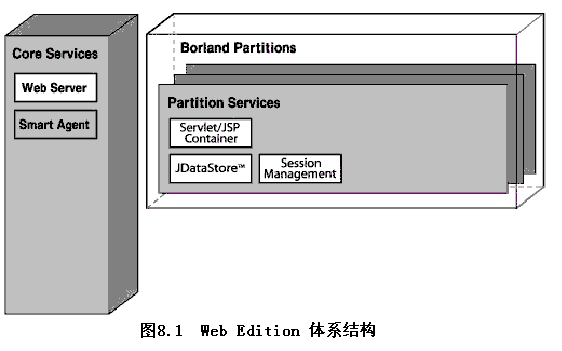 Core Services
Web Server
Smart Agent
Borland Partitions
Partition Services
Servlet/JSP
Container
JDataStore™
Session
Management
图8.1 Web Edition 体系结构